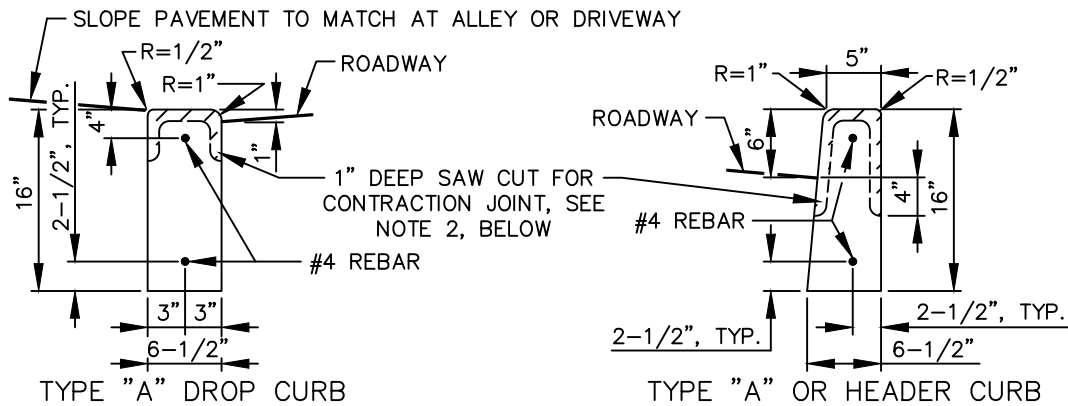 SLOPE PAVEMENT TO MATCH AT ALLEY OR DRIVEWAY
R=1/2”
R=1”
ROADWAY
2-1/2”, TYP.
4”
1”
16”
1” DEEP SAW CUT FOR
CONTRACTION JOINT, SEE
NOTE 2, BELOW
#4 REBAR
3” 3”
6-1/2”
TYPE ”A” DROP CURB
5”
R=1”
R=1/2”
ROADWAY
6”
4”
16”
#4 REBAR
2-1/2”, TYP.
2-1/2”, TYP.
6-1/2”
TYPE ”A” OR HEADER CURB